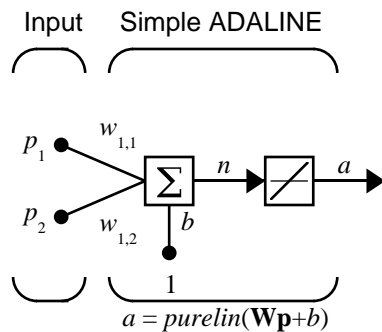 Input Simple ADALINE
p1 w1,1
Σ n a
p2 w1,2 b
1
a = purelin(Wp+b)